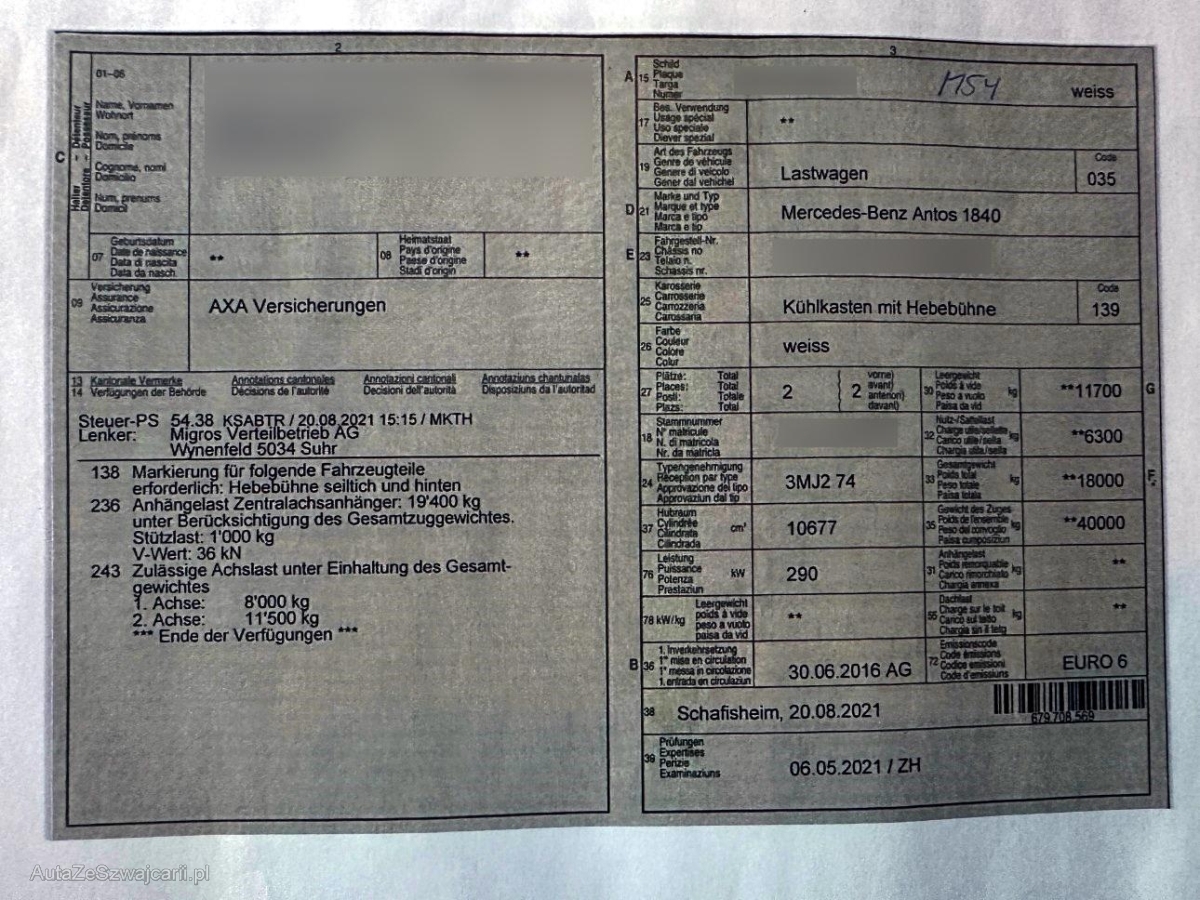 2
01-06
Halter - Détenteur
Detentore - Possessur
C
Name, Vornamen
Wohnort
Nom, prénoms
Domicile
Cognome, nomi
Domicilio
Num, prenums
Domicil
07
Geburtsdatum
Date de naissance
Data di nascita
Data da nasch.
**
08
Heimatstaat
Pays d'origine
Paese d'origine
Stadi d'origin
**
09
Versicherung
Assurance
Assicurazione
Assicuranza
AXA Versicherungen
13 Kantonale Vermerke Annotations cantonales Annotazioni cantonali Annotaziuns chantunalas
14 Verfügungen der Behörde Décisions de l'autorité Decisioni dell'autorità Disposiziuns da l'autoritad
Steuer-PS 54.38 KSABTR / 20.08.2021 15:15 / MKTH
Lenker: Migros Verteilbetrieb AG
Wynenfeld 5034 Suhr
138 Markierung für folgende Fahrzeugteile
erforderlich: Hebebühne seiltich und hinten
236 Anhängelast Zentralachsanhänger: 19'400 kg
unter Berücksichtigung des Gesamtzuggewichtes.
Stützlast: 1'000 kg
V-Wert: 36 kN
243 Zulässige Achslast unter Einhaltung des Gesamt-
gewichtes
1. Achse: 8'000 kg
2. Achse: 11'500 kg
*** Ende der Verfügungen ***
3
A 15
Schild
Plaque
Targa
Numer
M54
weiss
17
Bes. Verwendung
Usage spécial
Uso speciale
Diever spezial
**
19
Art des Fahrzeugs
Genre de véhicule
Genere di veicolo
Gener dal vehichel
Lastwagen
Code
035
D 21
Marke und Typ
Marque et type
Marca e tipo
Marca e tip
Mercedes-Benz Antos 1840
E 23
Fahrgestell-Nr.
Châssis no
Telaio n.
Schassis nr.
25
Karosserie
Carrosserie
Carrozzeria
Carossaria
Kühlkasten mit Hebebühne
Code
139
26
Farbe
Couleur
Colore
Colur
weiss
27
Plätze: Total
Places: Total
Posti: Totale
Plazs: Total
2
2
vorne)
avant)
anteriori)
davant)
30
Leergewicht
Poids à vide
Peso a vuoto
Paisa da vid
kg
**11700
G
18
Stammnummer
N° matricule
N. di matricola
Nr. da matricla
32
Nutz-/Sattellast
Charge utile/sellette
Carico utile/sella
Chargia utila/sella
kg
**6300
24
Typengenehmigung
Réception par type
Approvazione del tipo
Approvaziun dal tip
3MJ2 74
33
Gesamtgewicht
Poids total
Peso totale
Paisa totala
kg
**18000
F
37
Hubraum
Cylindrée
Cilindrata
Cilindrada
cm³
10677
35
Gewicht des Zuges
Poids de l'ensemble
Peso del convoglio
Paisa cumposiziun
kg
**40000
76
Leistung
Puissance
Potenza
Prestaziun
kW
290
31
Anhängelast
Poids remorquable
Carico rimorchiato
Chargia annexa
kg
**
78 kW/kg
Leergewicht
poids à vide
peso a vuoto
paisa da vid
**
55
Dachlast
Charge sur le toit
Carico sul tetto
Chargia sin il tetg
kg
**
B 36
1. Inverkehrsetzung
1re mise en circulation
1a messa in circolazione
1. entrada en circulaziun
30.06.2016 AG
72
Emissionscode
Code émissions
Codice emissioni
Code d'emissiuns
EURO 6
38
Schafisheim, 20.08.2021
679 708 569
39
Prüfungen
Expertises
Perizie
Examinaziuns
06.05.2021 / ZH
AutaZeSzwajcarii.pl